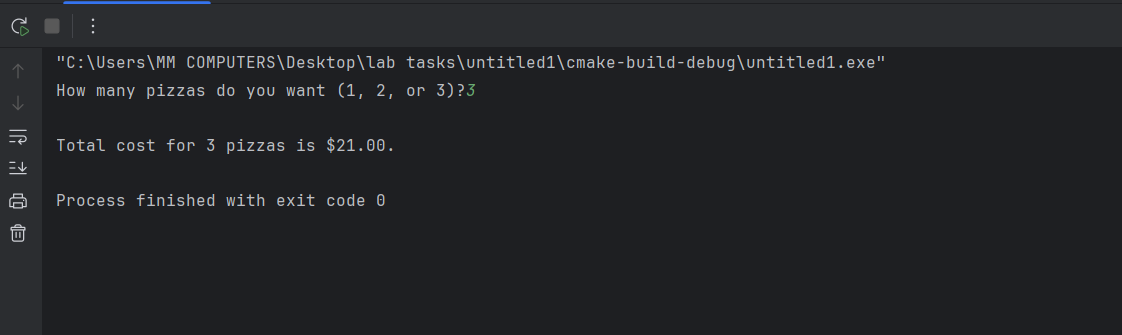 "C:\Users\MM COMPUTERS\Desktop\lab tasks\untitled1\cmake-build-debug\untitled1.exe"
How many pizzas do you want (1, 2, or 3)?3
Total cost for 3 pizzas is $21.00.
Process finished with exit code 0